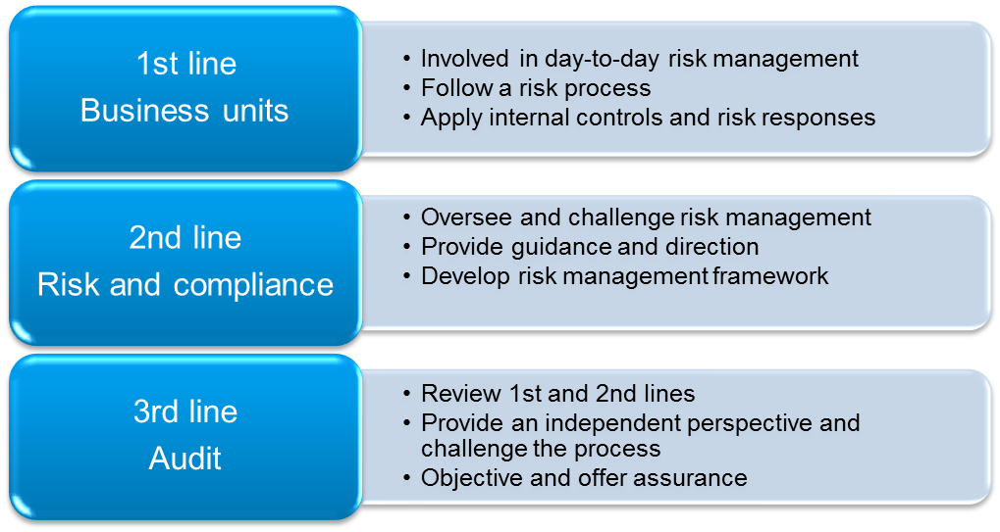 1st line
Business units
• Involved in day-to-day risk management
• Follow a risk process
• Apply internal controls and risk responses
2nd line
Risk and compliance
• Oversee and challenge risk management
• Provide guidance and direction
• Develop risk management framework
3rd line
Audit
• Review 1st and 2nd lines
• Provide an independent perspective and
challenge the process
• Objective and offer assurance